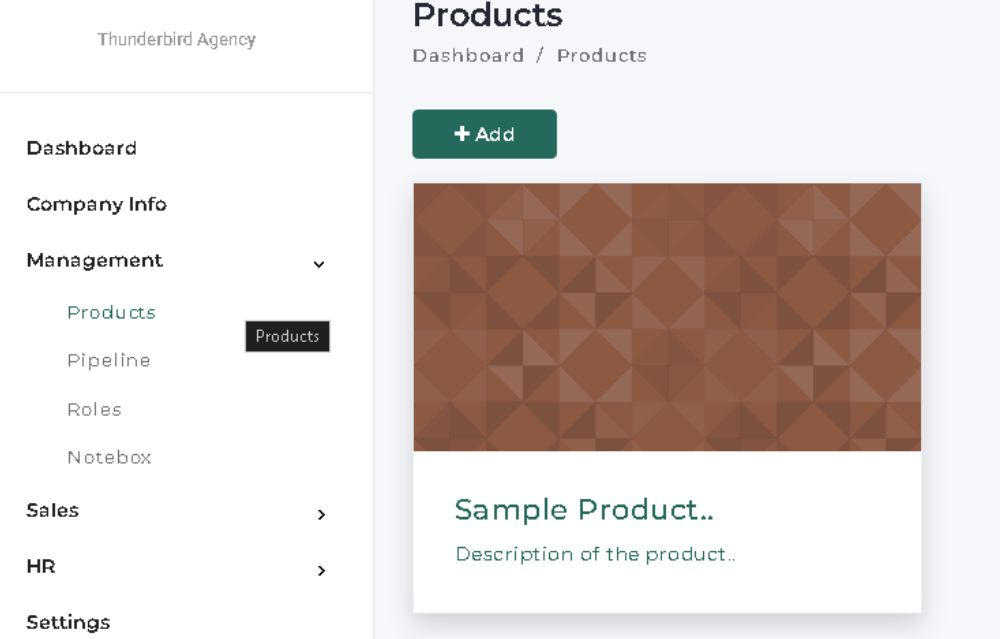 Thunderbird Agency
Dashboard
Company Info
Management
Products
Products
Pipeline
Roles
Notebox
Sales
HR
Settings
Products
Dashboard / Products
+ Add
Sample Product..
Description of the product..